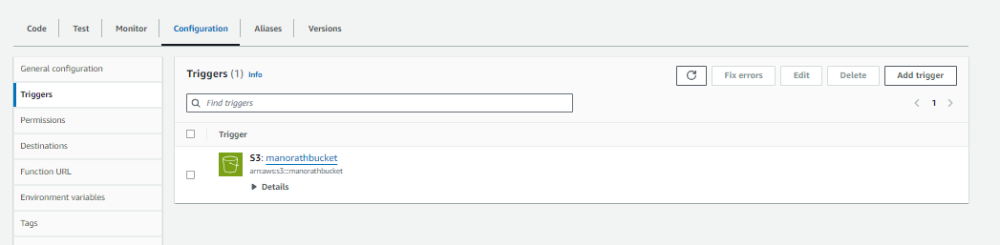 Code Test Monitor Configuration Aliases Versions
General configuration
Triggers
Permissions
Destinations
Function URL
Environment variables
Tags
Triggers (1) Info
Fix errors Edit Delete Add trigger
Find triggers
1
Trigger
S3: manorathbucket
arn:aws:s3:::manorathbucket
Details